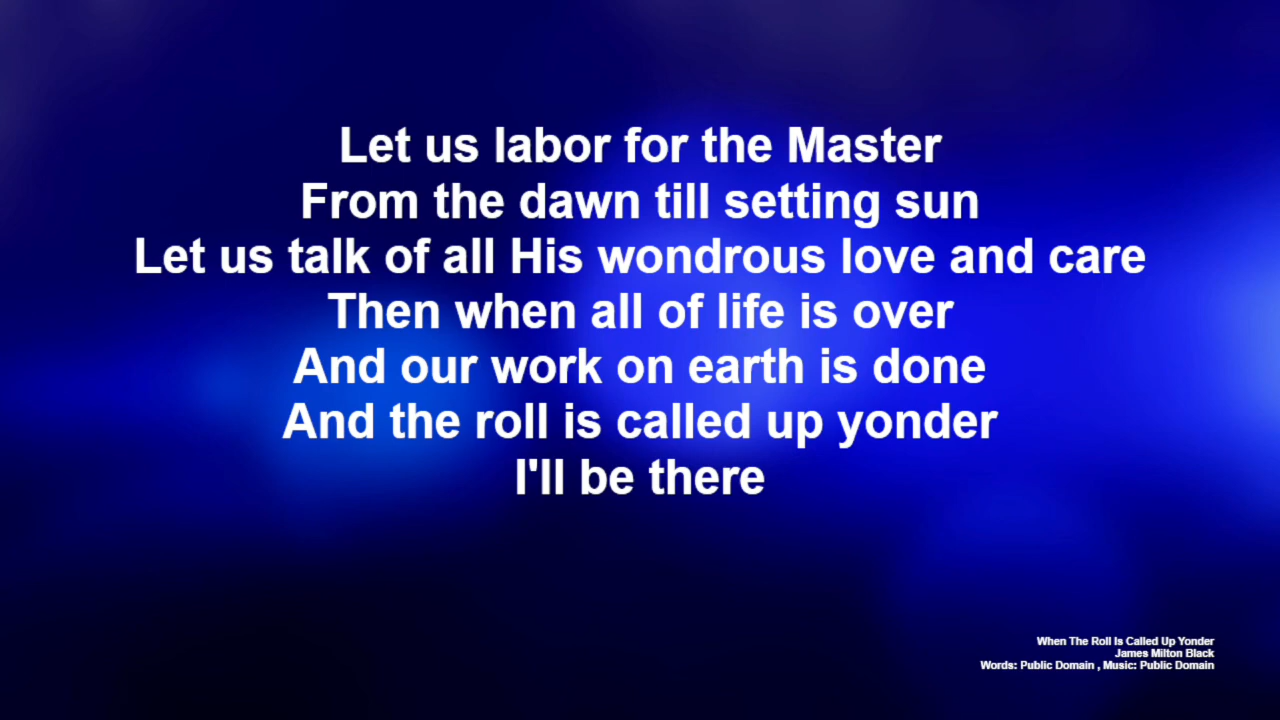 Let us labor for the Master
From the dawn till setting sun
Let us talk of all His wondrous love and care
Then when all of life is over
And our work on earth is done
And the roll is called up yonder
I'll be there
When The Roll Is Called Up Yonder
James Milton Black
Words: Public Domain , Music: Public Domain